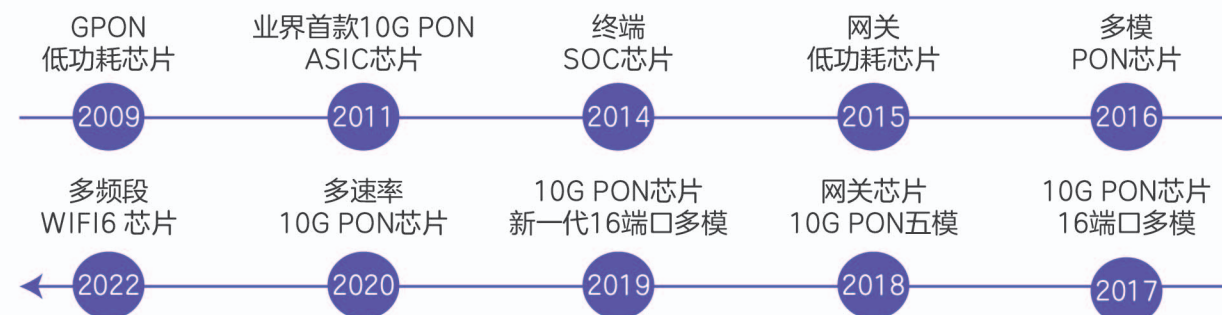 GPON
低功耗芯片
2009
业界首款10G PON
ASIC芯片
2011
终端
SOC芯片
2014
网关
低功耗芯片
2015
多模
PON芯片
2016
多频段
WIFI6 芯片
2022
多速率
10G PON芯片
2020
10G PON芯片
新一代16端口多模
2019
网关芯片
10G PON五模
2018
10G PON芯片
16端口多模
2017